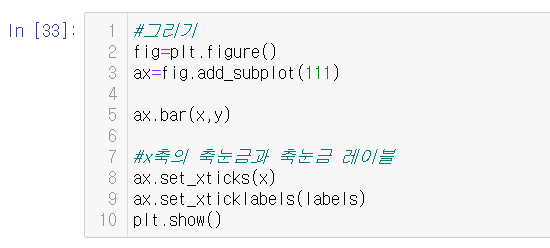 In [33]:
1 #그리기
2 fig=plt.figure()
3 ax=fig.add_subplot(111)
4
5 ax.bar(x,y)
6
7 #x축의 축눈금과 축눈금 레이블
8 ax.set_xticks(x)
9 ax.set_xticklabels(labels)
10 plt.show()